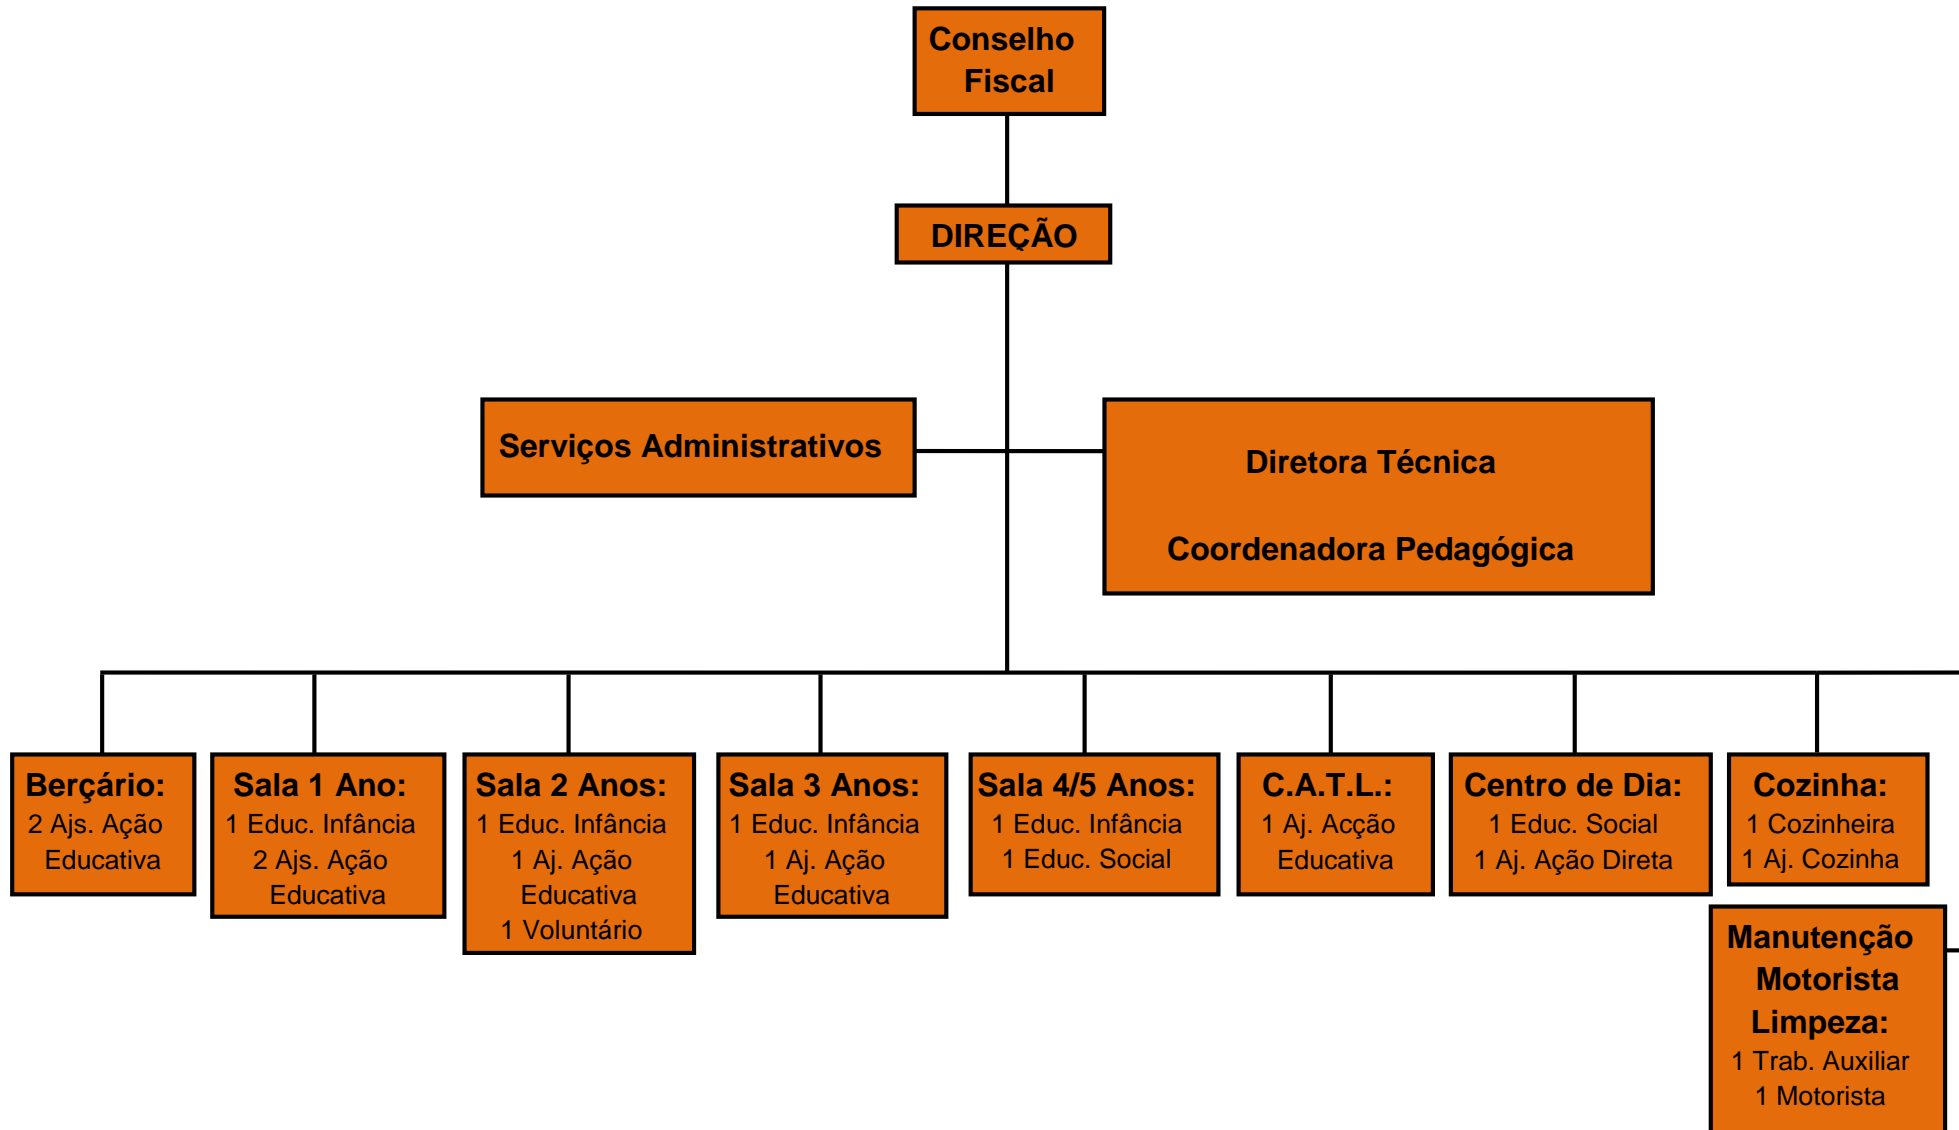 Conselho
Fiscal
DIREÇÃO
Serviços Administrativos
Diretora Técnica
Coordenadora Pedagógica
Berçário:
2 Ajs. Ação
Educativa
Sala 1 Ano:
1 Educ. Infância
2 Ajs. Ação
Educativa
Sala 2 Anos:
1 Educ. Infância
1 Aj. Ação
Educativa
1 Voluntário
Sala 3 Anos:
1 Educ. Infância
1 Aj. Ação
Educativa
Sala 4/5 Anos:
1 Educ. Infância
1 Educ. Social
C.A.T.L.:
1 Aj. Acção
Educativa
Centro de Dia:
1 Educ. Social
1 Aj. Ação Direta
Cozinha:
1 Cozinheira
1 Aj. Cozinha
Manutenção
Motorista
Limpeza:
1 Trab. Auxiliar
1 Motorista